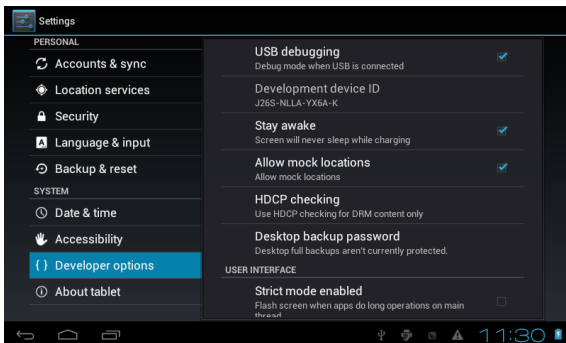 Settings
PERSONAL
Accounts & sync
Location services
Security
Language & input
Backup & reset
SYSTEM
Date & time
Accessibility
{ } Developer options
About tablet
USB debugging
Debug mode when USB is connected
Development device ID
J26S-NLLA-YX6A-K
Stay awake
Screen will never sleep while charging
Allow mock locations
Allow mock locations
HDCP checking
Use HDCP checking for DRM content only
Desktop backup password
Desktop full backups aren't currently protected.
USER INTERFACE
Strict mode enabled
Flash screen when apps do long operations on main
thread
11:30